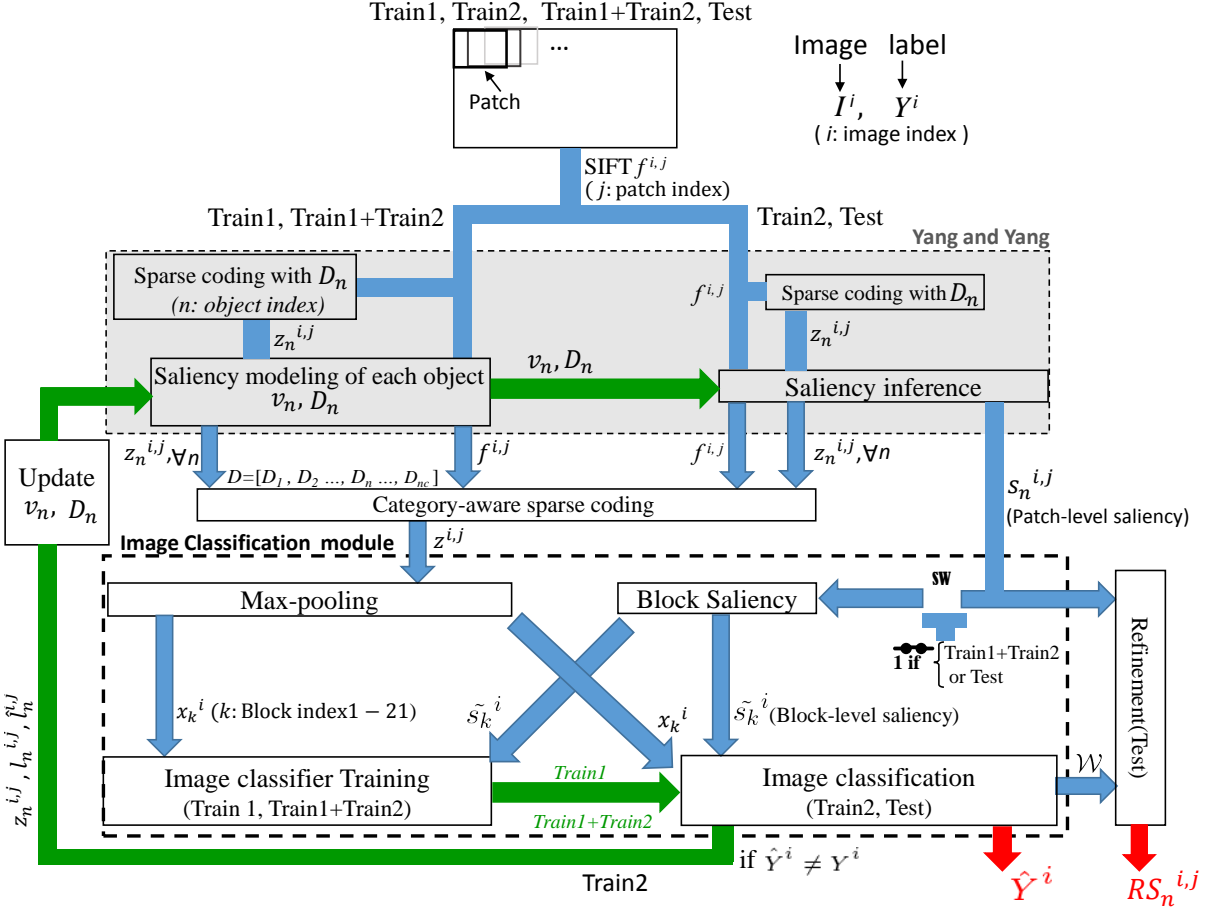 Train1, Train2, Train1+Train2, Test
...
Patch
Image label
I^i, Y^i
( i: image index )
SIFT f^{i,j}
( j: patch index)
Train1, Train1+Train2
Train2, Test
Yang and Yang
Sparse coding with D_n
(n: object index)
f^{i,j}
Sparse coding with D_n
z_n^{i,j}
z_n^{i,j}
Saliency modeling of each object
v_n, D_n
v_n, D_n
Saliency inference
z_n^{i,j},∀n
f^{i,j}
f^{i,j}
z_n^{i,j},∀n
Update
v_n, D_n
D=[D_1 , D_2 ..., D_n ..., D_{nc} ]
Category-aware sparse coding
s_n^{i,j}
(Patch-level saliency)
Image Classification module
z^{i,j}
Max-pooling
Block Saliency
sw
1 if { Train1+Train2
or Test
Refinement(Test)
x_k^i (k: Block index1 − 21)
s̃_k^i
x_k^i
s̃_k^i (Block-level saliency)
z_n^{i,j}, l_n^{i,j}, l̂_n^{i,j}
Image classifier Training
(Train 1, Train1+Train2)
Train1
Train1+Train2
Image classification
(Train2, Test)
𝒲
if Ŷ^i ≠ Y^i
Train2
Ŷ^i
RS_n^{i,j}